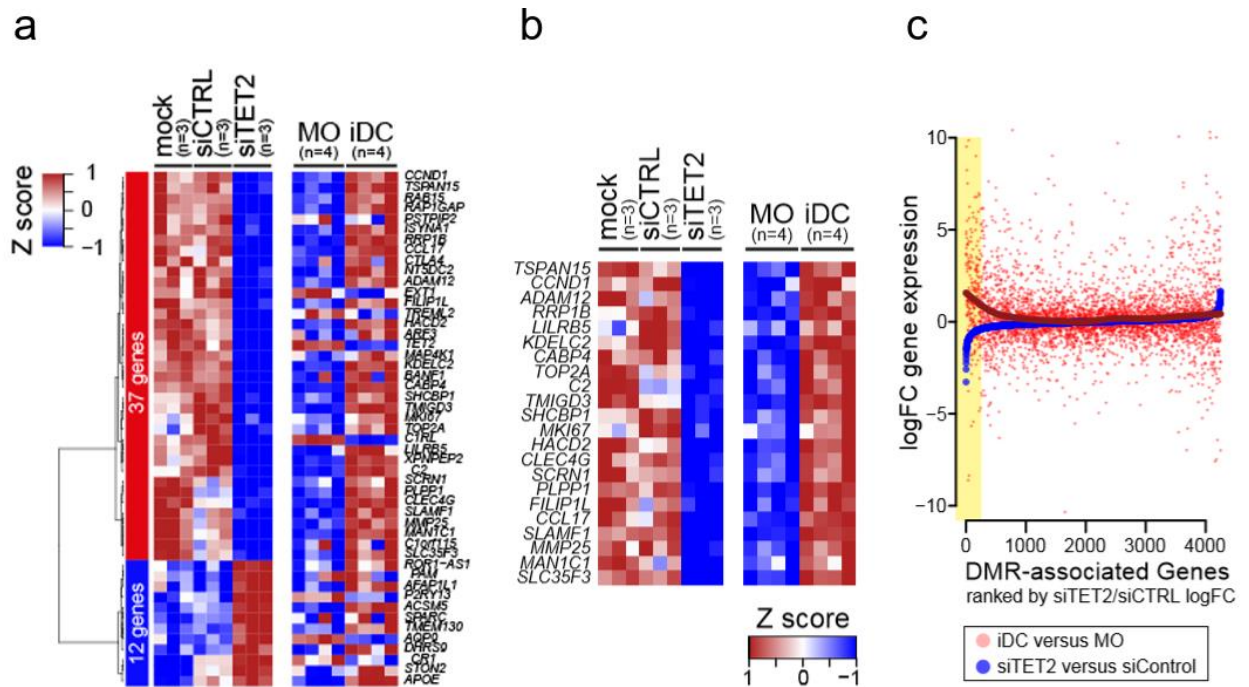 a
mock
(n=3)
siCTRL
(n=3)
siTET2
(n=3)
MO
(n=4)
iDC
(n=4)
Z score
1
0
−1
37 genes
12 genes
CCND1
TSPAN15
RAB15
RAP1GAP
PSTPIP2
ISYNA1
RRP1B
CCL17
CTLA4
NT5DC2
ADAM12
EXT1
FILIP1L
TREML2
HACD2
TET2
MAP4K1
KDELC2
CABP4
SHCBP1
TMIGD3
MKI67
TOP2A
LILRB5
XPNPEP2
C2
SCRN1
PLPP1
CLEC4G
SLAMF1
MMP25
MAN1C1
C1orf115
SLC35F3
ROR1−AS1
PAM
AFAP1L1
P2RY13
ACSM5
SPARC
TMEM130
DHRS9
CR1
STON2
APOE
b
mock
(n=3)
siCTRL
(n=3)
siTET2
(n=3)
MO
(n=4)
iDC
(n=4)
TSPAN15
CCND1
ADAM12
RRP1B
LILRB5
KDELC2
CABP4
TOP2A
C2
TMIGD3
SHCBP1
MKI67
HACD2
CLEC4G
SCRN1
PLPP1
FILIP1L
CCL17
SLAMF1
MMP25
MAN1C1
SLC35F3
Z score
1 0 −1
c
logFC gene expression
10
5
0
−5
−10
0 1000 2000 3000 4000
DMR-associated Genes
ranked by siTET2/siCTRL logFC
iDC versus MO
siTET2 versus siControl